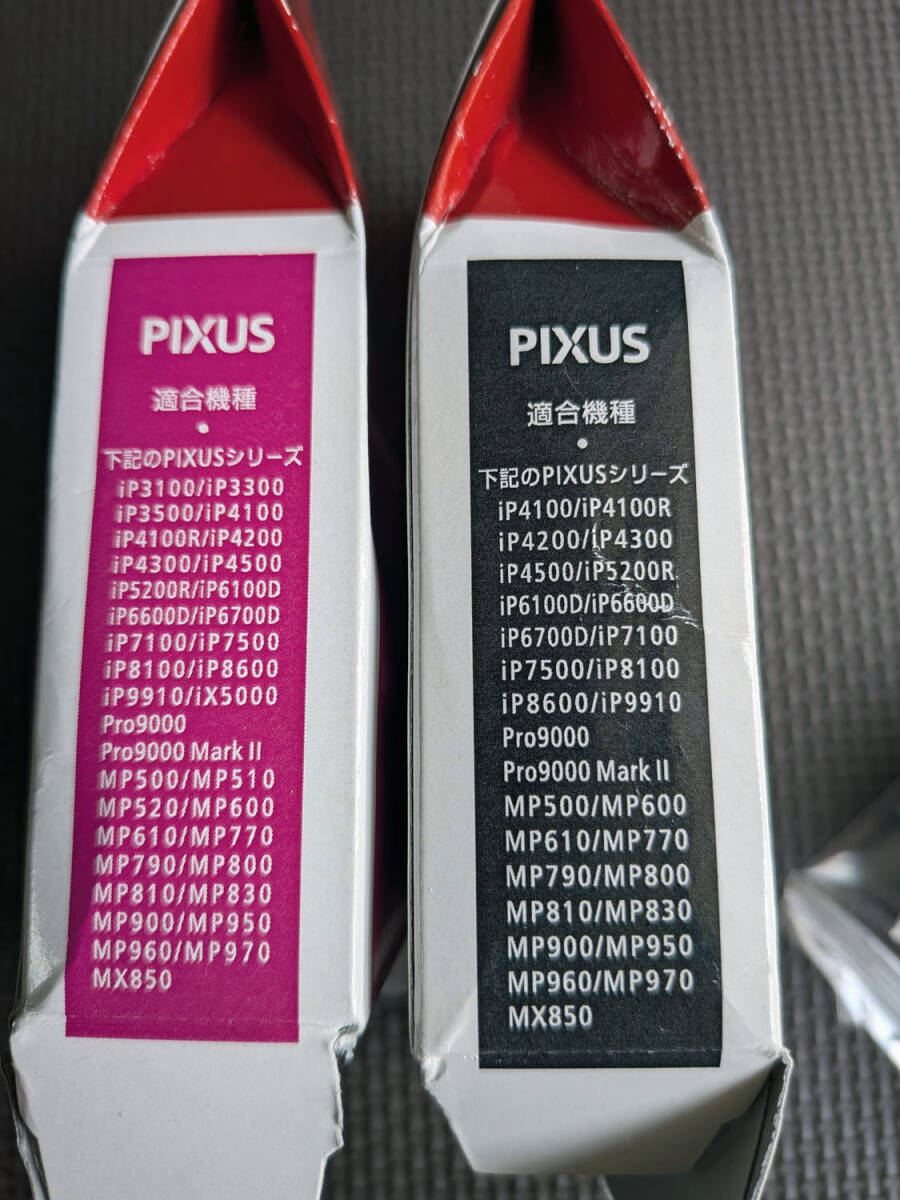 PIXUS
適合機種
●
下記のPIXUSシリーズ
iP3100/iP3300
iP3500/iP4100
iP4100R/iP4200
iP4300/iP4500
iP5200R/iP6100D
iP6600D/iP6700D
iP7100/iP7500
iP8100/iP8600
iP9910/iX5000
Pro9000
Pro9000 Mark II
MP500/MP510
MP520/MP600
MP610/MP770
MP790/MP800
MP810/MP830
MP900/MP950
MP960/MP970
MX850
PIXUS
適合機種
●
下記のPIXUSシリーズ
iP4100/iP4100R
iP4200/iP4300
iP4500/iP5200R
iP6100D/iP6600D
iP6700D/iP7100
iP7500/iP8100
iP8600/iP9910
Pro9000
Pro9000 Mark II
MP500/MP600
MP610/MP770
MP790/MP800
MP810/MP830
MP900/MP950
MP960/MP970
MX850